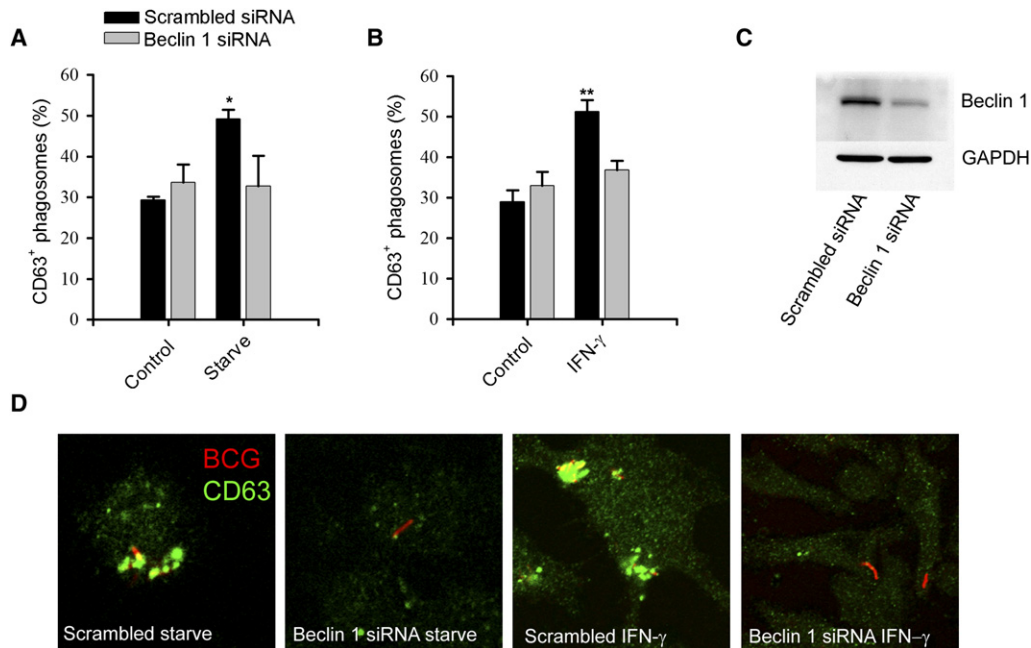 Scrambled siRNA
Beclin 1 siRNA
A
CD63+ phagosomes (%)
60
50
40
30
20
10
0
*
Control
Starve
B
CD63+ phagosomes (%)
60
50
40
30
20
10
0
**
Control
IFN-γ
C
Beclin 1
GAPDH
Scrambled siRNA
Beclin 1 siRNA
D
BCG
CD63
Scrambled starve
Beclin 1 siRNA starve
Scrambled IFN-γ
Beclin 1 siRNA IFN–γ